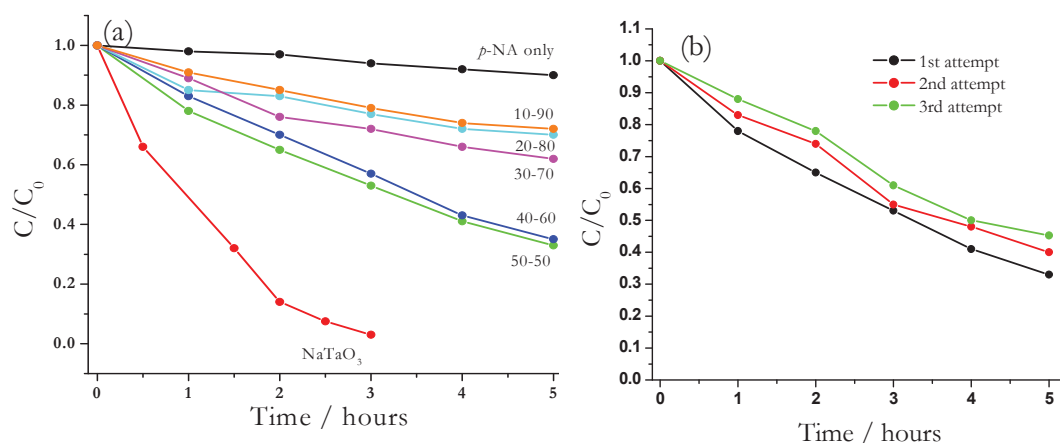 (a)
p-NA only
10-90
20-80
30-70
40-60
50-50
NaTaO₃
1.0
0.8
0.6
0.4
0.2
0.0
C/C₀
0 1 2 3 4 5
Time / hours
(b)
1st attempt
2nd attempt
3rd attempt
1.1
1.0
0.9
0.8
0.7
0.6
0.5
0.4
0.3
0.2
0.1
0.0
C/C₀
0 1 2 3 4 5
Time / hours